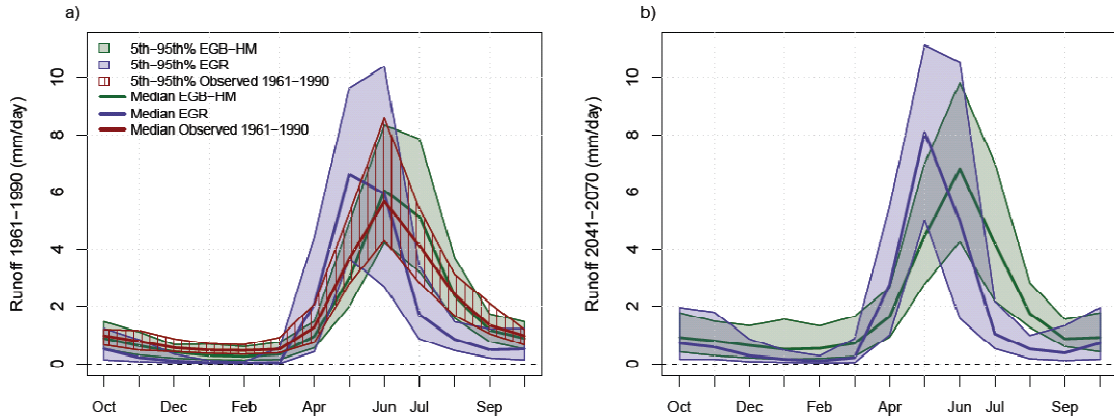 a)
5th−95th% EGB−HM
5th−95th% EGR
5th−95th% Observed 1961−1990
Median EGB−HM
Median EGR
Median Observed 1961−1990
Runoff 1961−1990 (mm/day)
10
8
6
4
2
0
Oct Dec Feb Apr Jun Jul Sep
b)
Runoff 2041−2070 (mm/day)
10
8
6
4
2
0
Oct Dec Feb Apr Jun Jul Sep